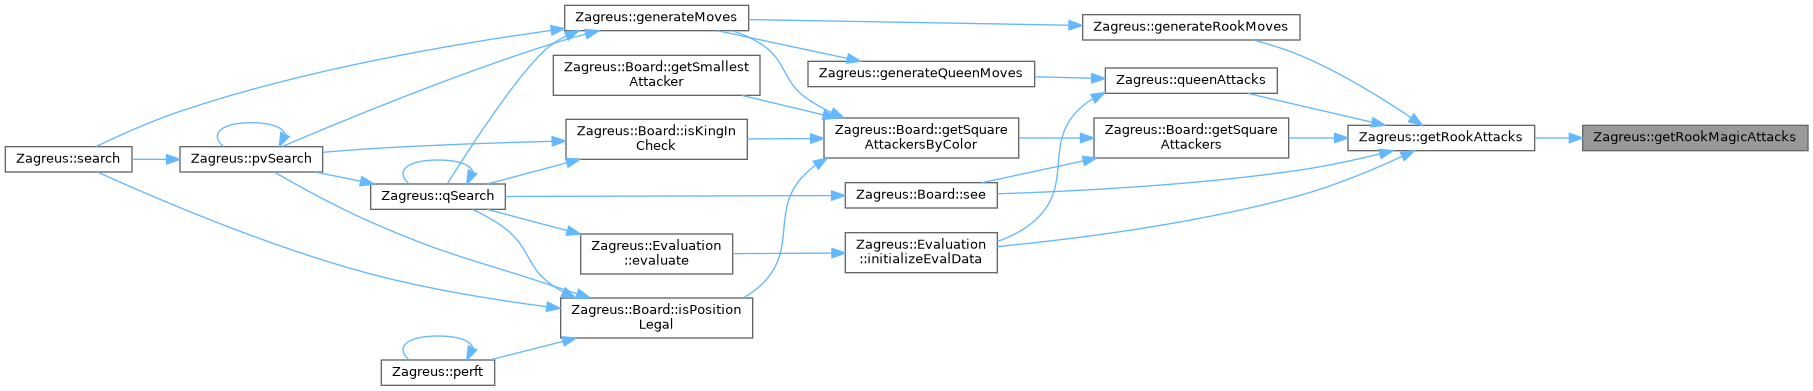 Zagreus::generateMoves
Zagreus::generateRookMoves
Zagreus::Board::getSmallest
Attacker
Zagreus::generateQueenMoves
Zagreus::queenAttacks
Zagreus::Board::isKingIn
Check
Zagreus::Board::getSquare
AttackersByColor
Zagreus::Board::getSquare
Attackers
Zagreus::getRookAttacks
Zagreus::getRookMagicAttacks
Zagreus::search
Zagreus::pvSearch
Zagreus::qSearch
Zagreus::Board::see
Zagreus::Evaluation
::evaluate
Zagreus::Evaluation
::initializeEvalData
Zagreus::Board::isPosition
Legal
Zagreus::perft